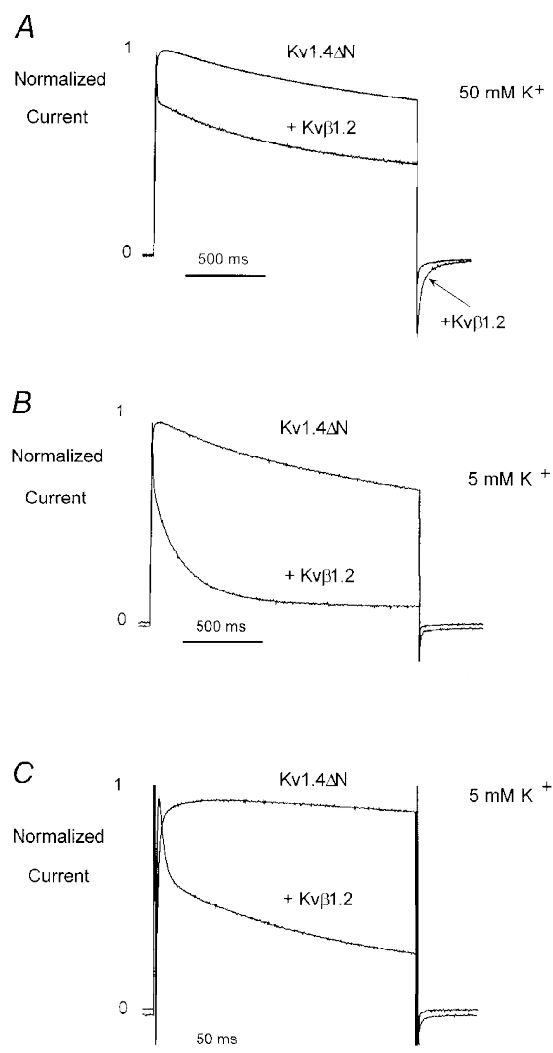 A
1
Kv1.4ΔN
Normalized
50 mM K+
Current
+ Kvβ1.2
0
500 ms
+Kvβ1.2
B
1
Kv1.4ΔN
Normalized
5 mM K +
Current
+ Kvβ1.2
0
500 ms
C
1
Kv1.4ΔN
5 mM K +
Normalized
Current
+ Kvβ1.2
0
50 ms